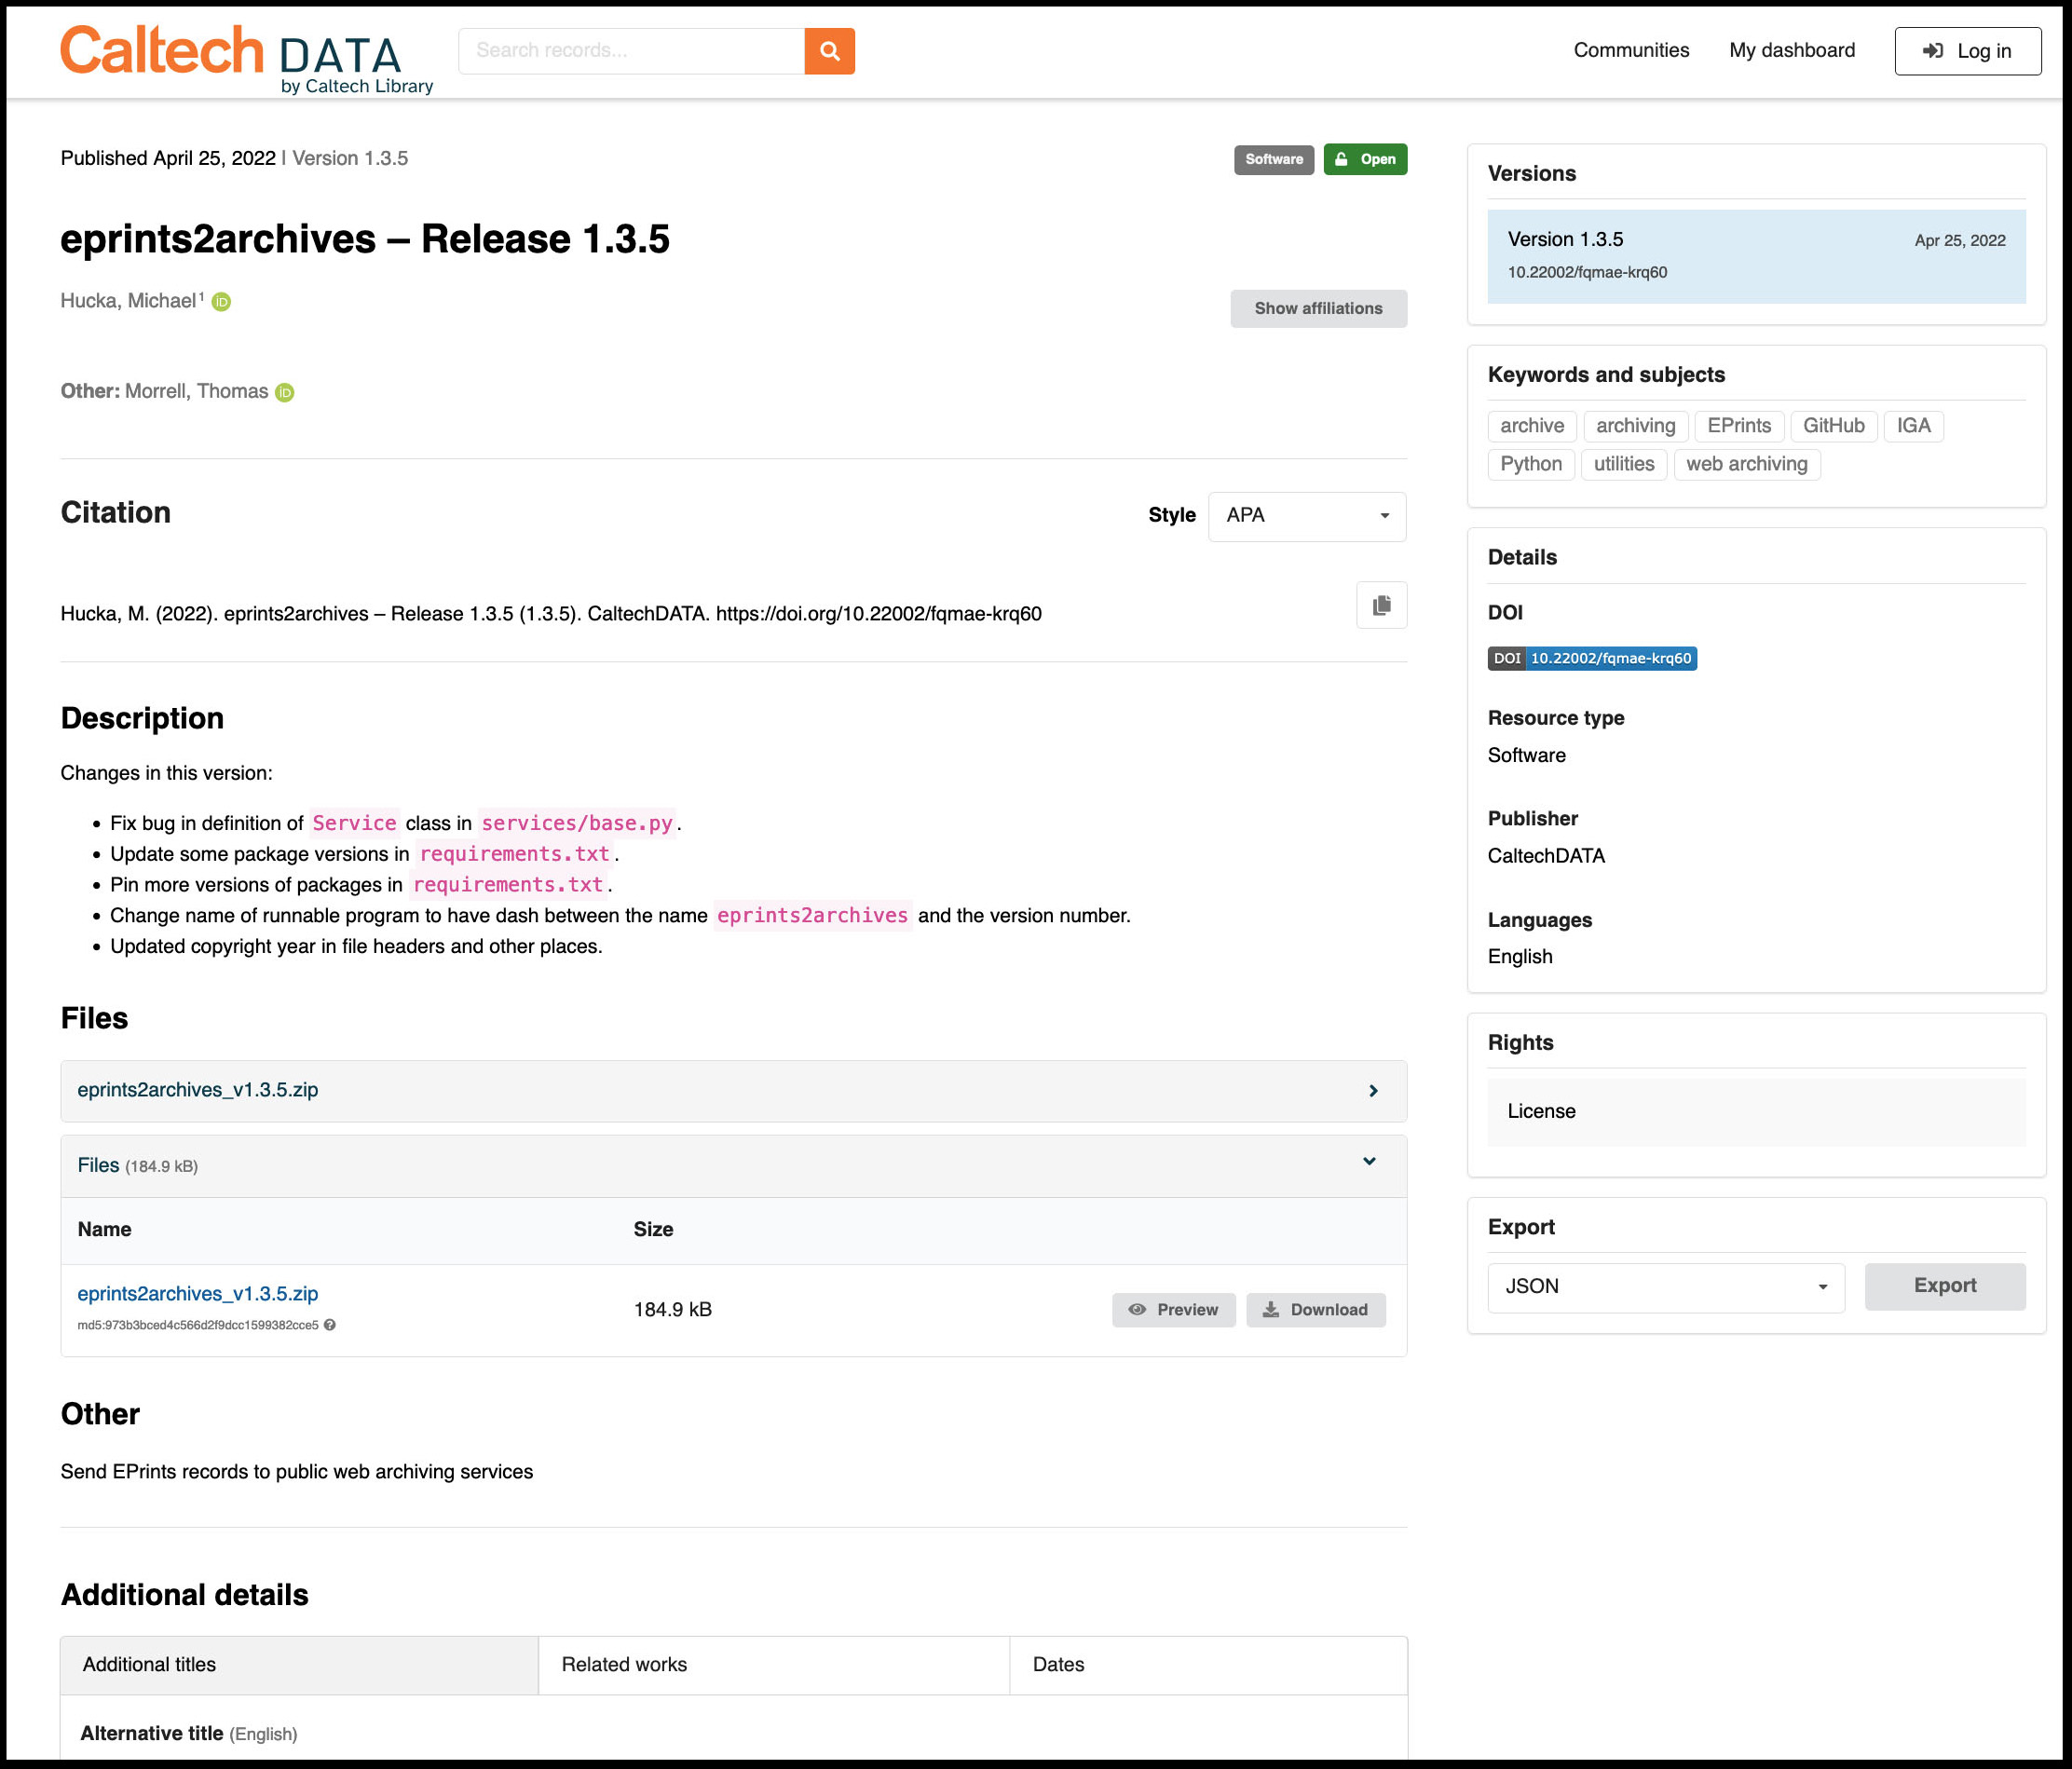 Caltech DATA
by Caltech Library
Search records...
Communities
My dashboard
Log in
Published April 25, 2022 | Version 1.3.5
Software
Open
eprints2archives – Release 1.3.5
Hucka, Michael¹ iD
Show affiliations
Other: Morrell, Thomas iD
Citation
Style
APA
Hucka, M. (2022). eprints2archives – Release 1.3.5 (1.3.5). CaltechDATA. https://doi.org/10.22002/fqmae-krq60
Description
Changes in this version:
• Fix bug in definition of Service class in services/base.py.
• Update some package versions in requirements.txt.
• Pin more versions of packages in requirements.txt.
• Change name of runnable program to have dash between the name eprints2archives and the version number.
• Updated copyright year in file headers and other places.
Files
eprints2archives_v1.3.5.zip
Files (184.9 kB)
Name Size
eprints2archives_v1.3.5.zip
md5:973b3bced4c566d2f9dcc1599382cce5
184.9 kB
Preview
Download
Other
Send EPrints records to public web archiving services
Additional details
Additional titles
Related works
Dates
Alternative title (English)
Versions
Version 1.3.5 Apr 25, 2022
10.22002/fqmae-krq60
Keywords and subjects
archive archiving EPrints GitHub IGA
Python utilities web archiving
Details
DOI
DOI 10.22002/fqmae-krq60
Resource type
Software
Publisher
CaltechDATA
Languages
English
Rights
License
Export
JSON
Export